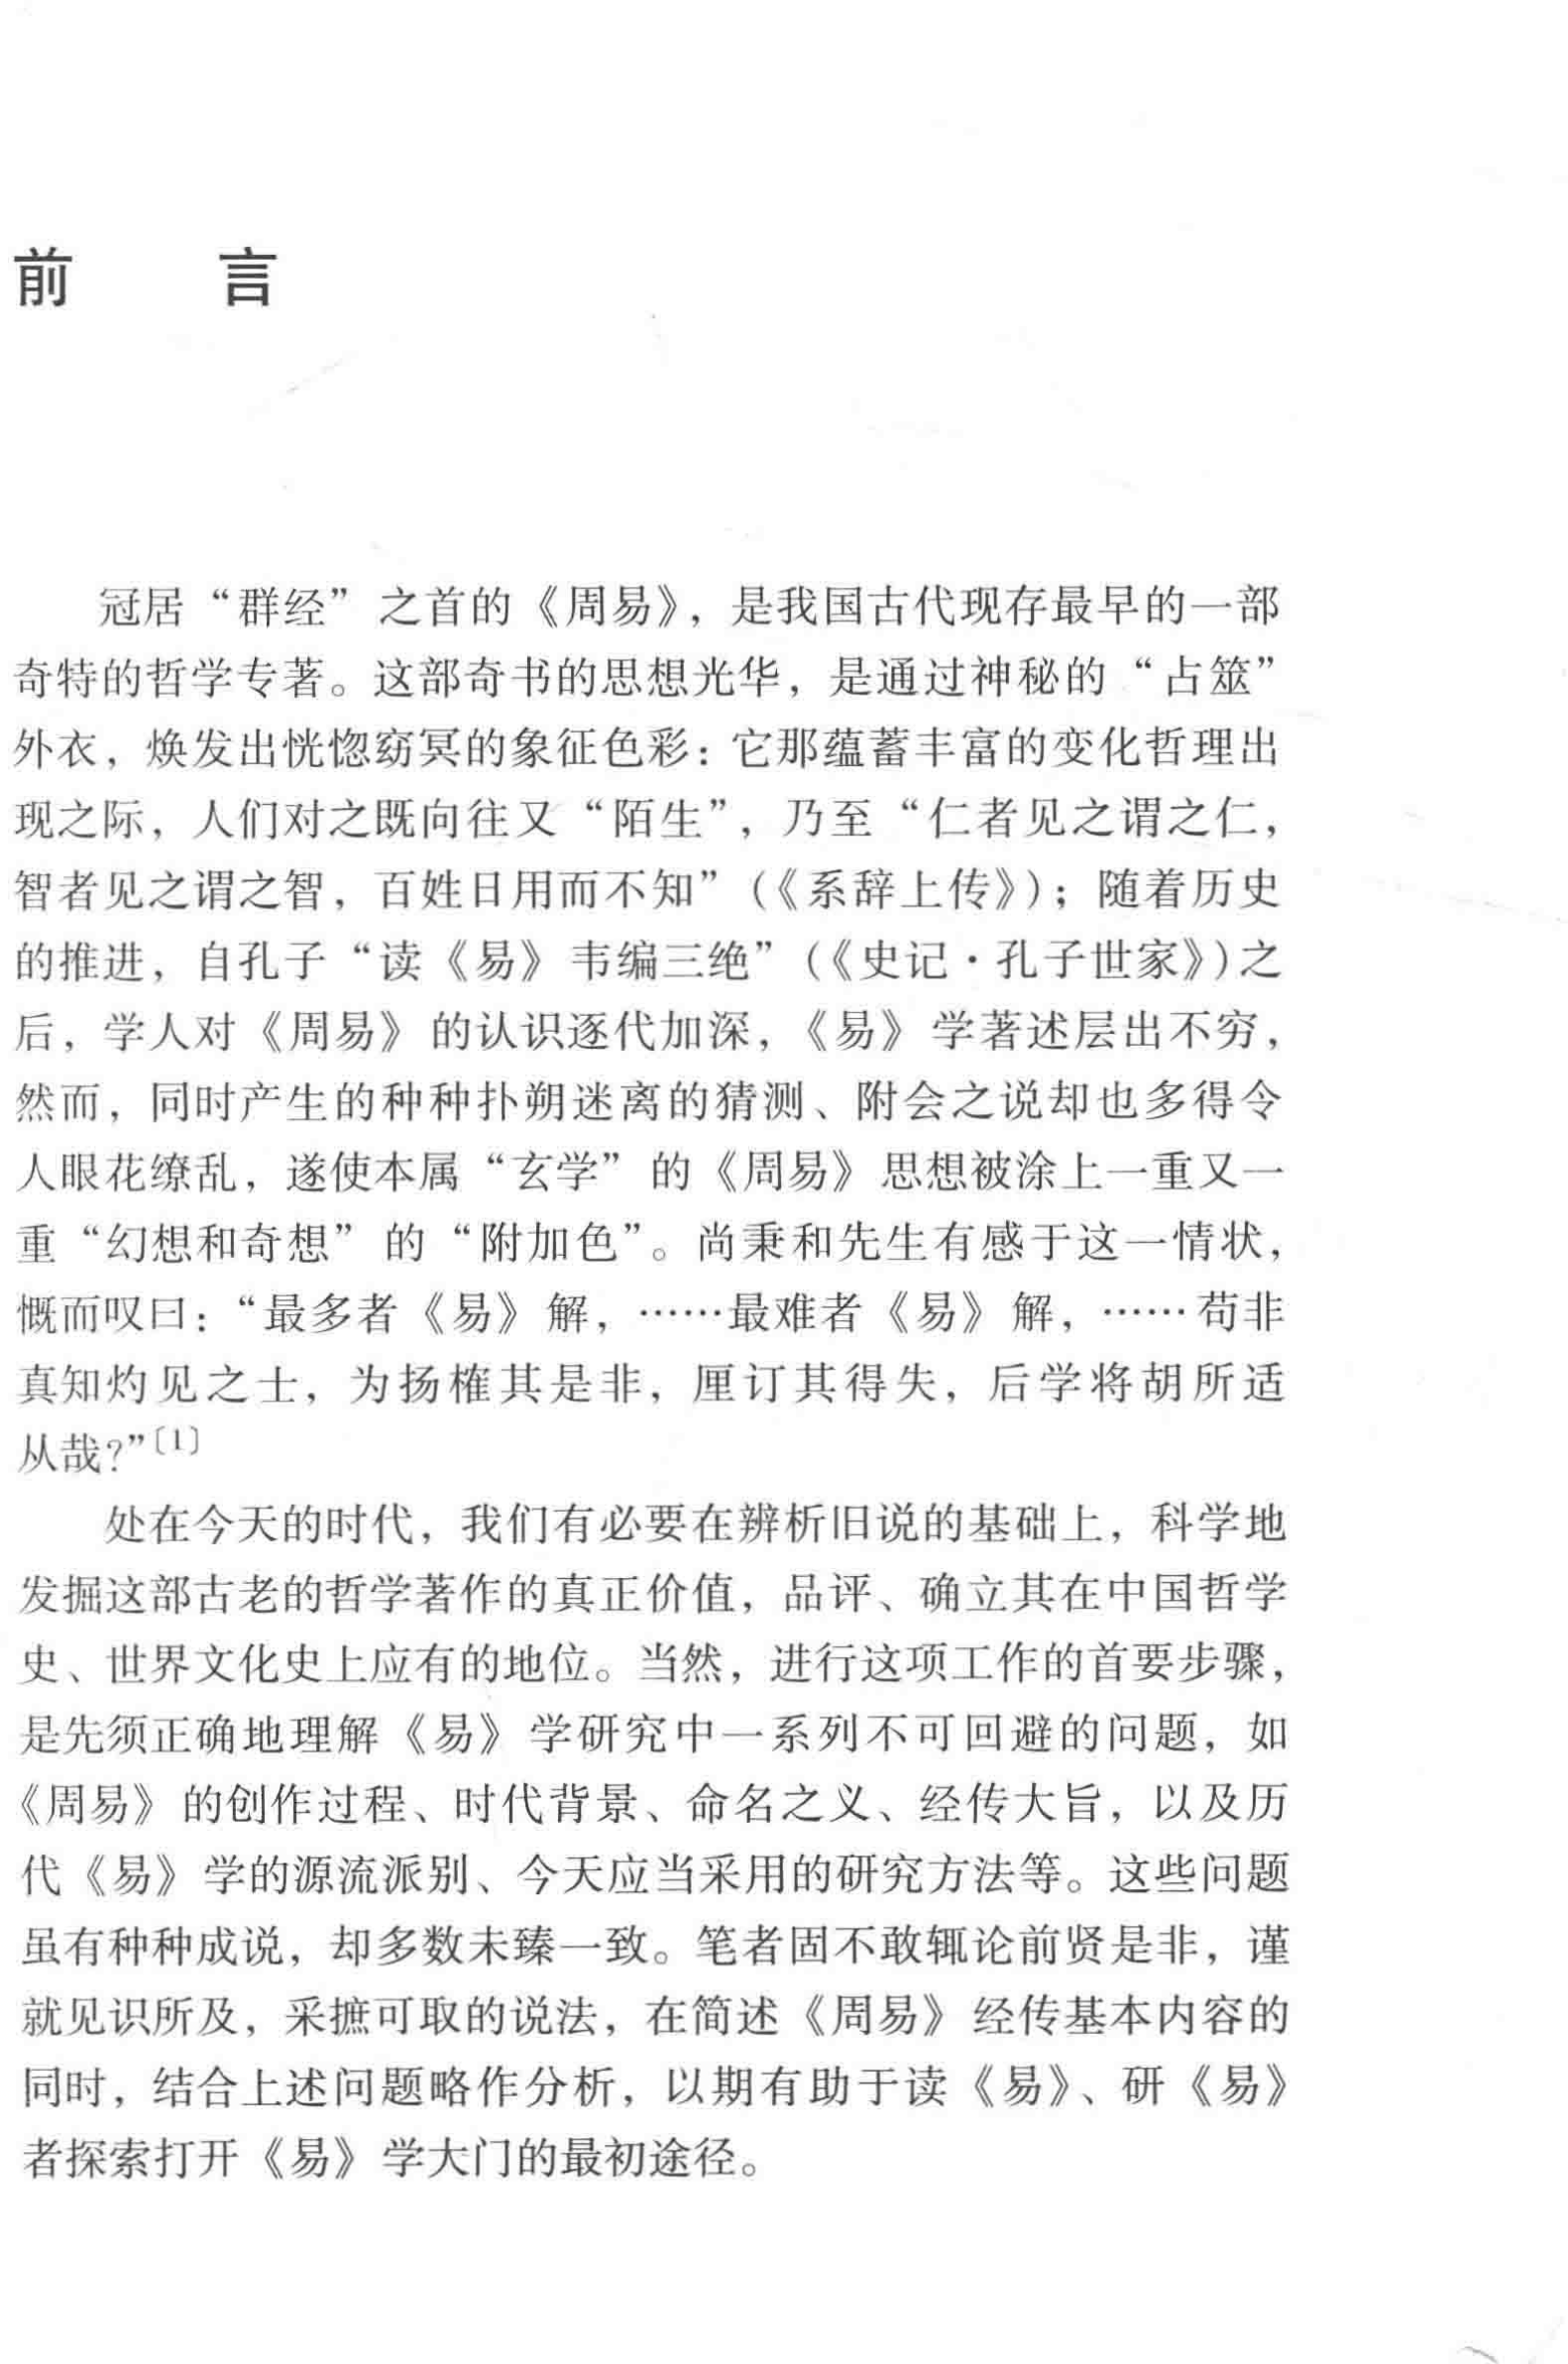 前 言
冠居“群经”之首的《周易》，是我国古代现存最早的一部
奇特的哲学专著。这部奇书的思想光华，是通过神秘的“占筮”
外衣，焕发出恍惚窈冥的象征色彩：它那蕴蓄丰富的变化哲理出
现之际，人们对之既向往又“陌生”，乃至“仁者见之谓之仁，
智者见之谓之智，百姓日用而不知”（《系辞上传》）；随着历史
的推进，自孔子“读《易》韦编三绝”（《史记·孔子世家》）之
后，学人对《周易》的认识逐代加深，《易》学著述层出不穷，
然而，同时产生的种种扑朔迷离的猜测、附会之说却也多得令
人眼花缭乱，遂使本属“玄学”的《周易》思想被涂上一重又一
重“幻想和奇想”的“附加色”。尚秉和先生有感于这一情状，
慨而叹曰：“最多者《易》解，……最难者《易》解，……苟非
真知灼见之士，为扬榷其是非，厘订其得失，后学将胡所适
从哉？”〔1〕
处在今天的时代，我们有必要在辨析旧说的基础上，科学地
发掘这部古老的哲学著作的真正价值，品评、确立其在中国哲学
史、世界文化史上应有的地位。当然，进行这项工作的首要步骤，
是先须正确地理解《易》学研究中一系列不可回避的问题，如
《周易》的创作过程、时代背景、命名之义、经传大旨，以及历
代《易》学的源流派别、今天应当采用的研究方法等。这些问题
虽有种种成说，却多数未臻一致。笔者固不敢辄论前贤是非，谨
就见识所及，采摭可取的说法，在简述《周易》经传基本内容的
同时，结合上述问题略作分析，以期有助于读《易》、研《易》
者探索打开《易》学大门的最初途径。